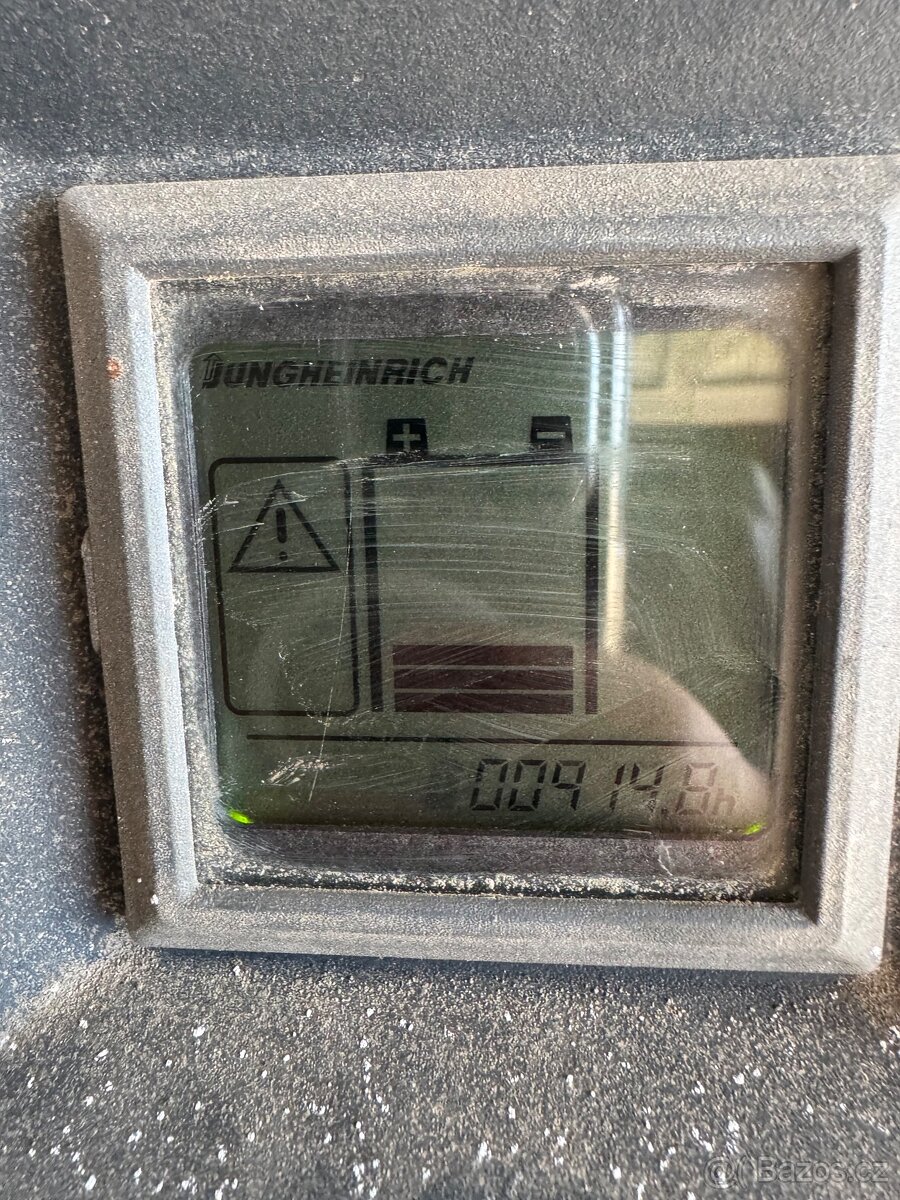 JUNGHEINRICH
+ -
!
00914.8h
© Bazos.cz